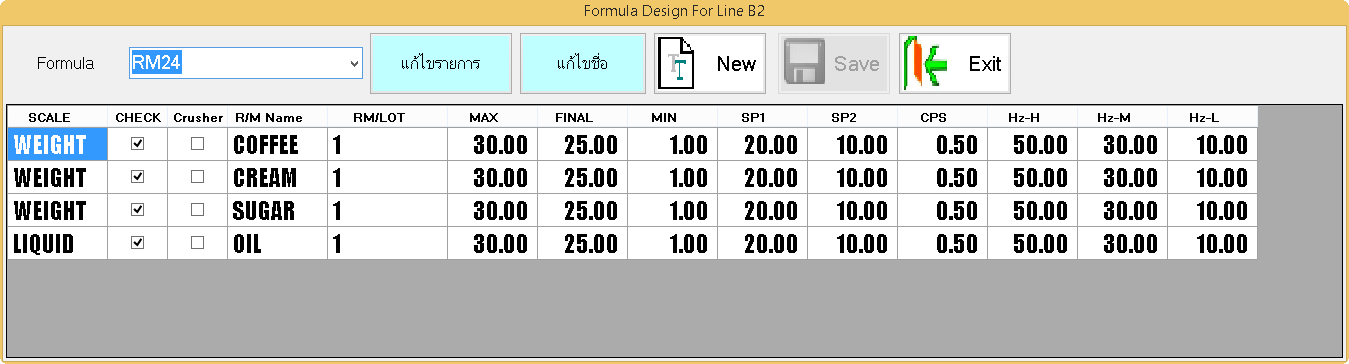 Formula Design For Line B2
Formula RM24 แก้ไขรายการ แก้ไขชื่อ New Save Exit
SCALE CHECK Crusher R/M Name RM/LOT MAX FINAL MIN SP1 SP2 CPS Hz-H Hz-M Hz-L
WEIGHT COFFEE 1 30.00 25.00 1.00 20.00 10.00 0.50 50.00 30.00 10.00
WEIGHT CREAM 1 30.00 25.00 1.00 20.00 10.00 0.50 50.00 30.00 10.00
WEIGHT SUGAR 1 30.00 25.00 1.00 20.00 10.00 0.50 50.00 30.00 10.00
LIQUID OIL 1 30.00 25.00 1.00 20.00 10.00 0.50 50.00 30.00 10.00